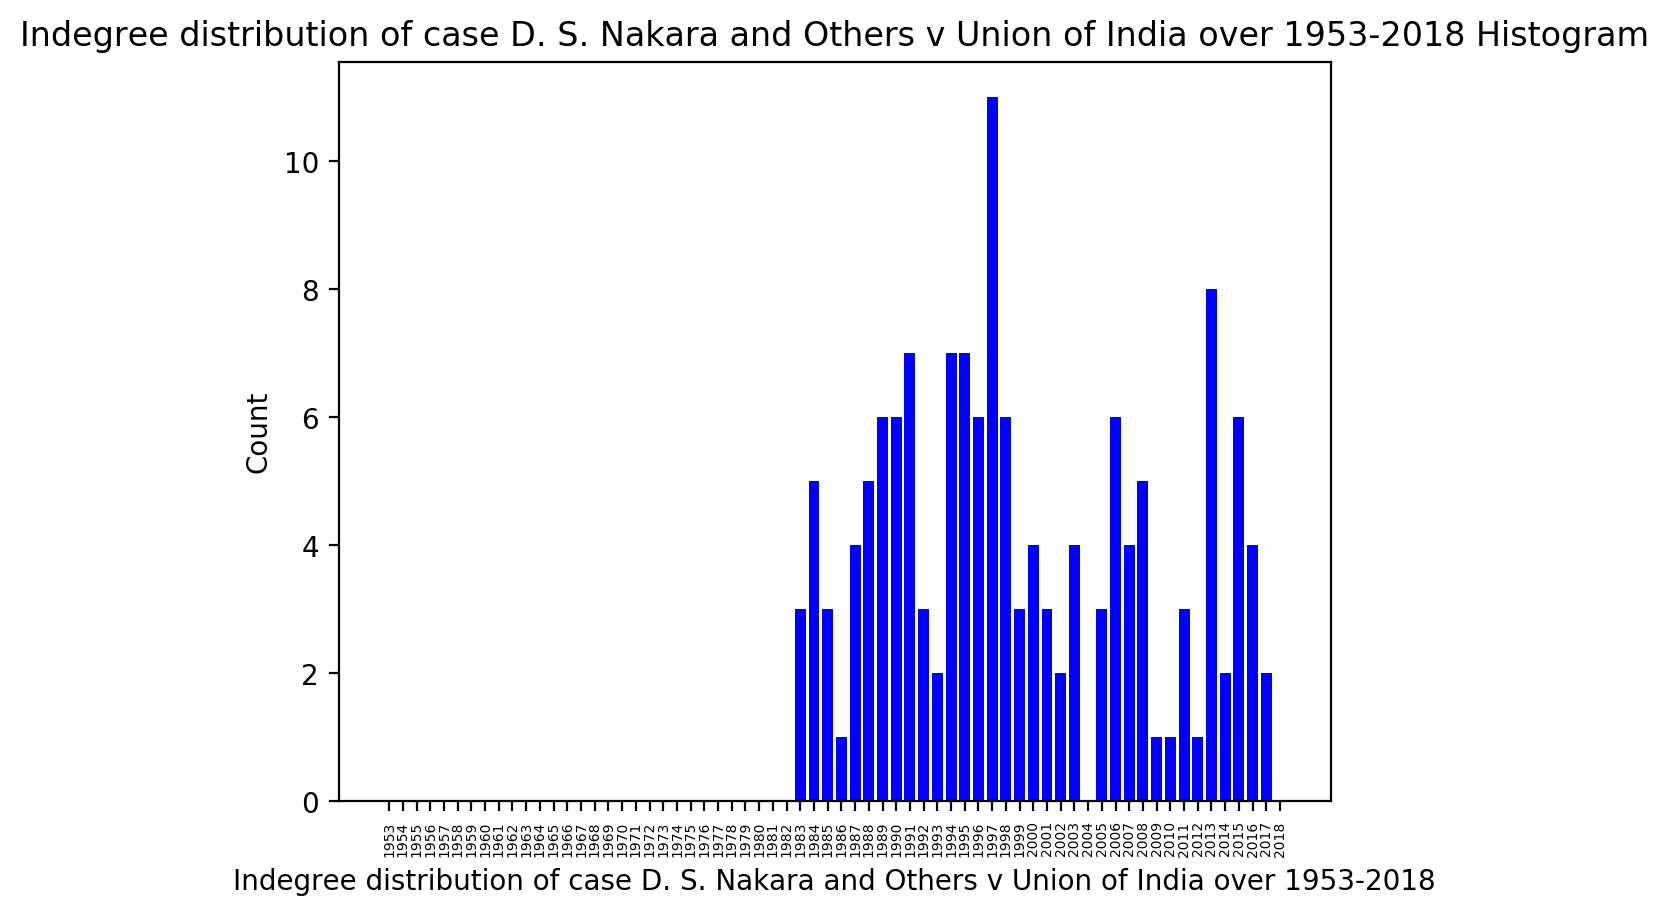 Indegree distribution of case D. S. Nakara and Others v Union of India over 1953-2018 Histogram
10
8
6
4
2
0
Count
1953 1954 1955 1956 1957 1958 1959 1960 1961 1962 1963 1964 1965 1966 1967 1968 1969 1970 1971 1972 1973 1974 1975 1976 1977 1978 1979 1980 1981 1982 1983 1984 1985 1986 1987 1988 1989 1990 1991 1992 1993 1994 1995 1996 1997 1998 1999 2000 2001 2002 2003 2004 2005 2006 2007 2008 2009 2010 2011 2012 2013 2014 2015 2016 2017 2018
Indegree distribution of case D. S. Nakara and Others v Union of India over 1953-2018